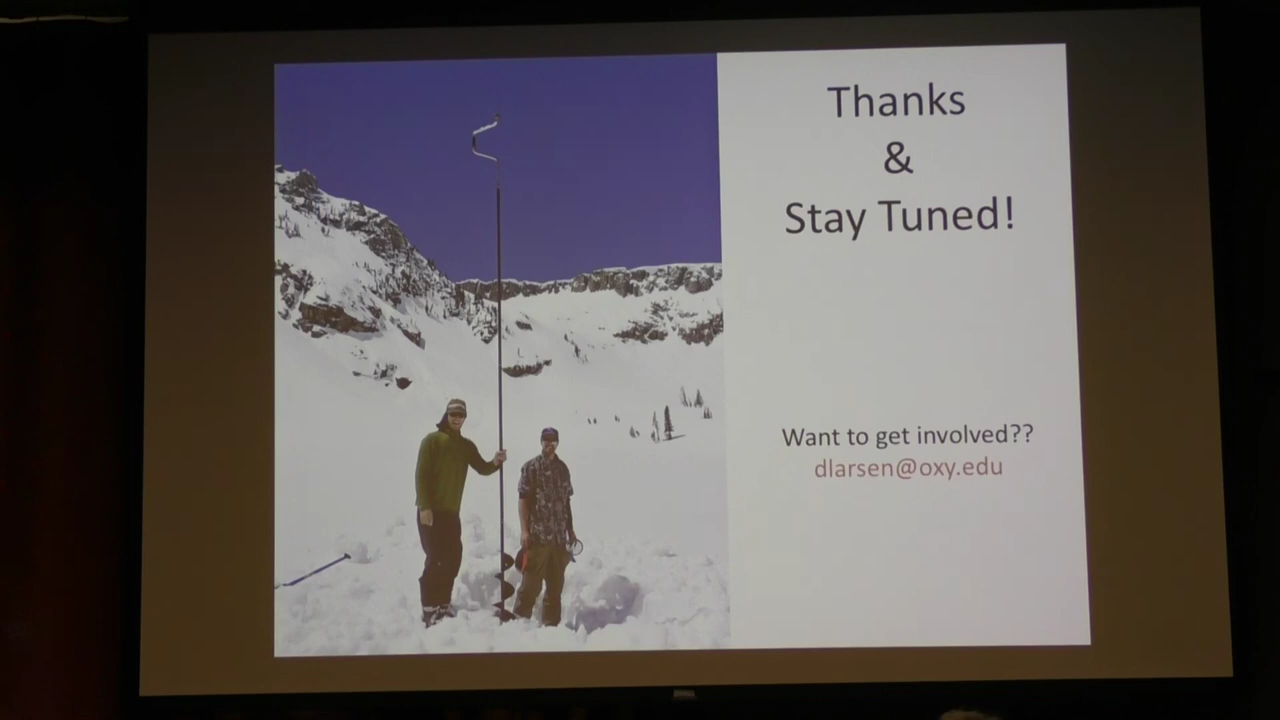 Thanks
&
Stay Tuned!
Want to get involved??
dlarsen@oxy.edu